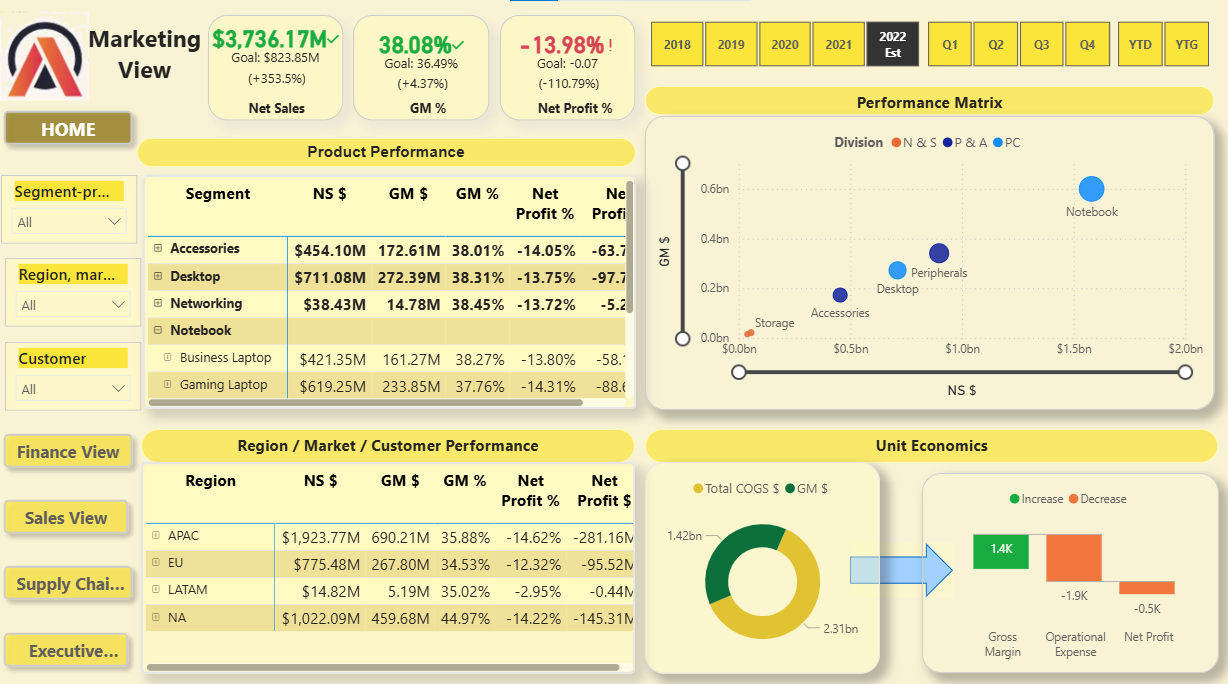 Marketing
View
$3,736.17M
Goal: $823.85M
(+353.5%)
Net Sales
38.08%
Goal: 36.49%
(+4.37%)
GM %
-13.98% !
Goal: -0.07
(-110.79%)
Net Profit %
2018
2019
2020
2021
2022
Est
Q1
Q2
Q3
Q4
YTD
YTG
HOME
Segment-pr...
All
Region, mar...
All
Customer
All
Finance View
Sales View
Supply Chai...
Executive...
Product Performance
Segment NS $ GM $ GM % Net Ne
Profit % Profi
Accessories $454.10M 172.61M 38.01% -14.05% -63.7
Desktop $711.08M 272.39M 38.31% -13.75% -97.7
Networking $38.43M 14.78M 38.45% -13.72% -5.2
Notebook
Business Laptop $421.35M 161.27M 38.27% -13.80% -58.
Gaming Laptop $619.25M 233.85M 37.76% -14.31% -88.6
Performance Matrix
Division N & S P & A PC
GM $
0.6bn
0.4bn
0.2bn
0.0bn
Notebook
Peripherals
Desktop
Accessories
Storage
$0.0bn $0.5bn $1.0bn $1.5bn $2.0bn
NS $
Region / Market / Customer Performance
Region NS $ GM $ GM % Net Net
Profit % Profit $
APAC $1,923.77M 690.21M 35.88% -14.62% -281.16M
EU $775.48M 267.80M 34.53% -12.32% -95.52M
LATAM $14.82M 5.19M 35.02% -2.95% -0.44M
NA $1,022.09M 459.68M 44.97% -14.22% -145.31M
Unit Economics
Total COGS $ GM $
1.42bn
2.31bn
Increase Decrease
1.4K
-1.9K
-0.5K
Gross
Margin
Operational
Expense
Net Profit